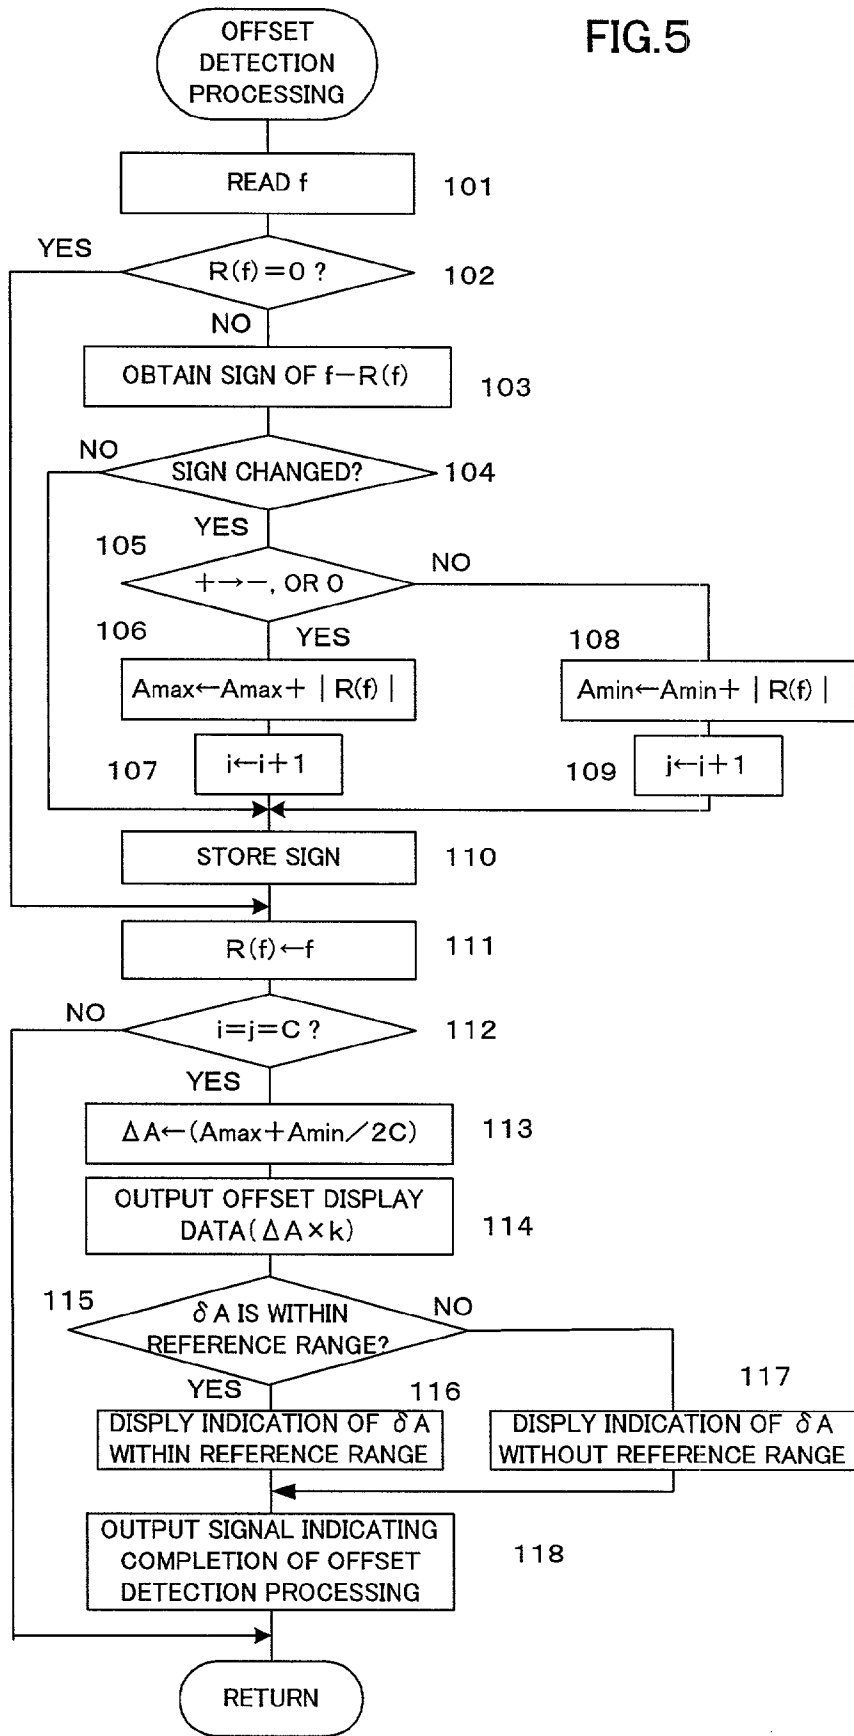 OFFSET
DETECTION
PROCESSING
FIG.5
READ f
101
YES
R(f)=0 ?
102
NO
OBTAIN SIGN OF f−R(f)
103
NO
SIGN CHANGED?
104
YES
105
+→−, OR 0
NO
106
YES
108
Amax←Amax+ | R(f) |
Amin←Amin+ | R(f) |
107
i←i+1
109
j←j+1
STORE SIGN
110
R(f)←f
111
NO
i=j=C ?
112
YES
ΔA←(Amax+Amin/2C)
113
OUTPUT OFFSET DISPLAY
DATA(ΔA×k)
114
115
δA IS WITHIN
REFERENCE RANGE?
NO
YES
116
117
DISPLY INDICATION OF δA
WITHIN REFERENCE RANGE
DISPLY INDICATION OF δA
WITHOUT REFERENCE RANGE
OUTPUT SIGNAL INDICATING
COMPLETION OF OFFSET
DETECTION PROCESSING
118
RETURN